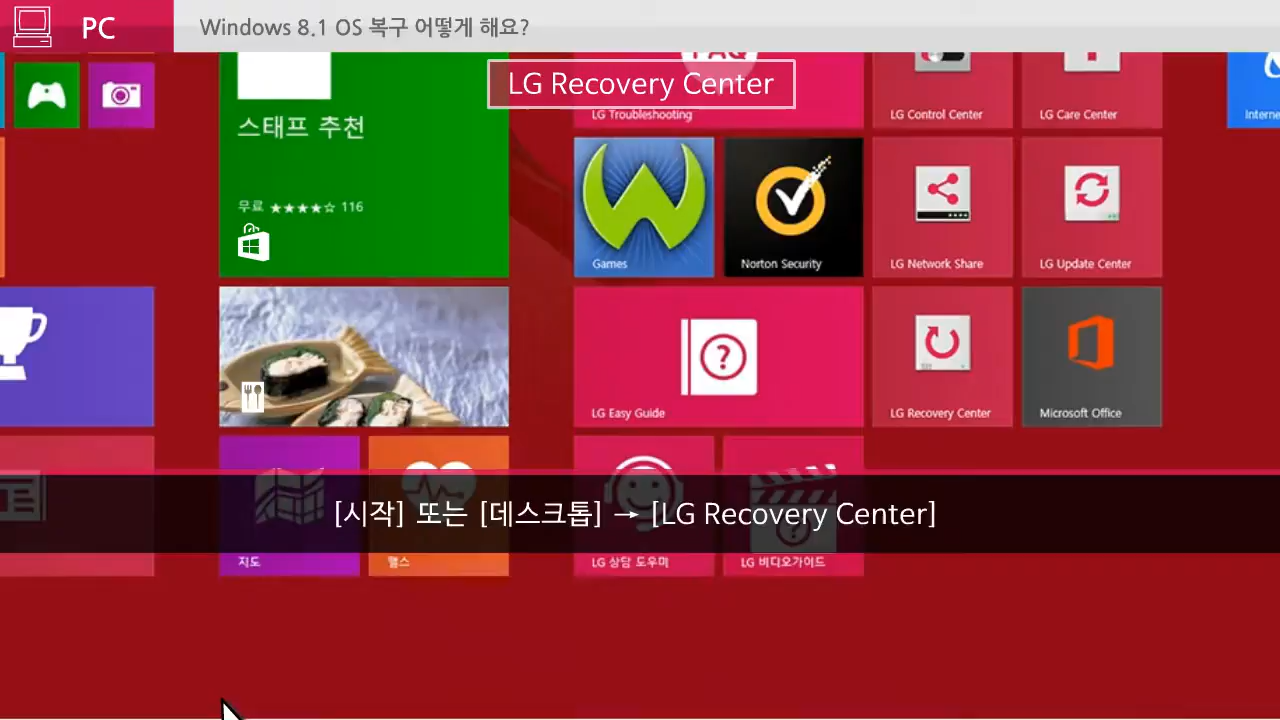 PC
Windows 8.1 OS 복구 어떻게 해요?
LG Recovery Center
FAQ
스태프 추천
무료 ★★★★☆ 116
LG Troubleshooting
LG Control Center
LG Care Center
Interne
Games
Norton Security
LG Network Share
LG Update Center
LG Easy Guide
LG Recovery Center
Microsoft Office
[시작] 또는 [데스크톱] → [LG Recovery Center]
지도
헬스
LG 상담 도우미
LG 비디오가이드